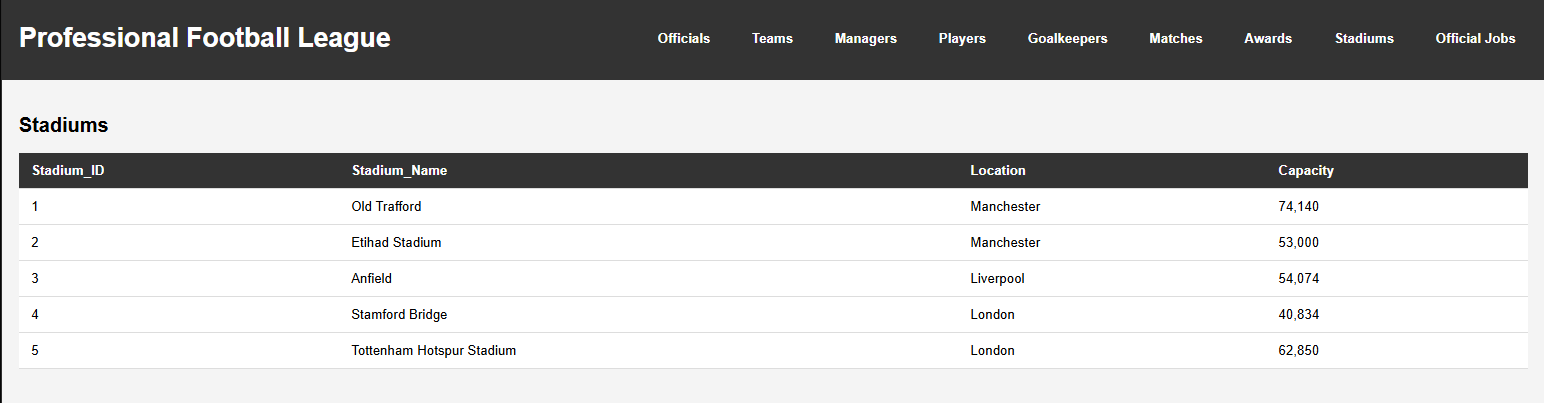 Professional Football League
Officials Teams Managers Players Goalkeepers Matches Awards Stadiums Official Jobs
Stadiums
Stadium_ID Stadium_Name Location Capacity
1 Old Trafford Manchester 74,140
2 Etihad Stadium Manchester 53,000
3 Anfield Liverpool 54,074
4 Stamford Bridge London 40,834
5 Tottenham Hotspur Stadium London 62,850